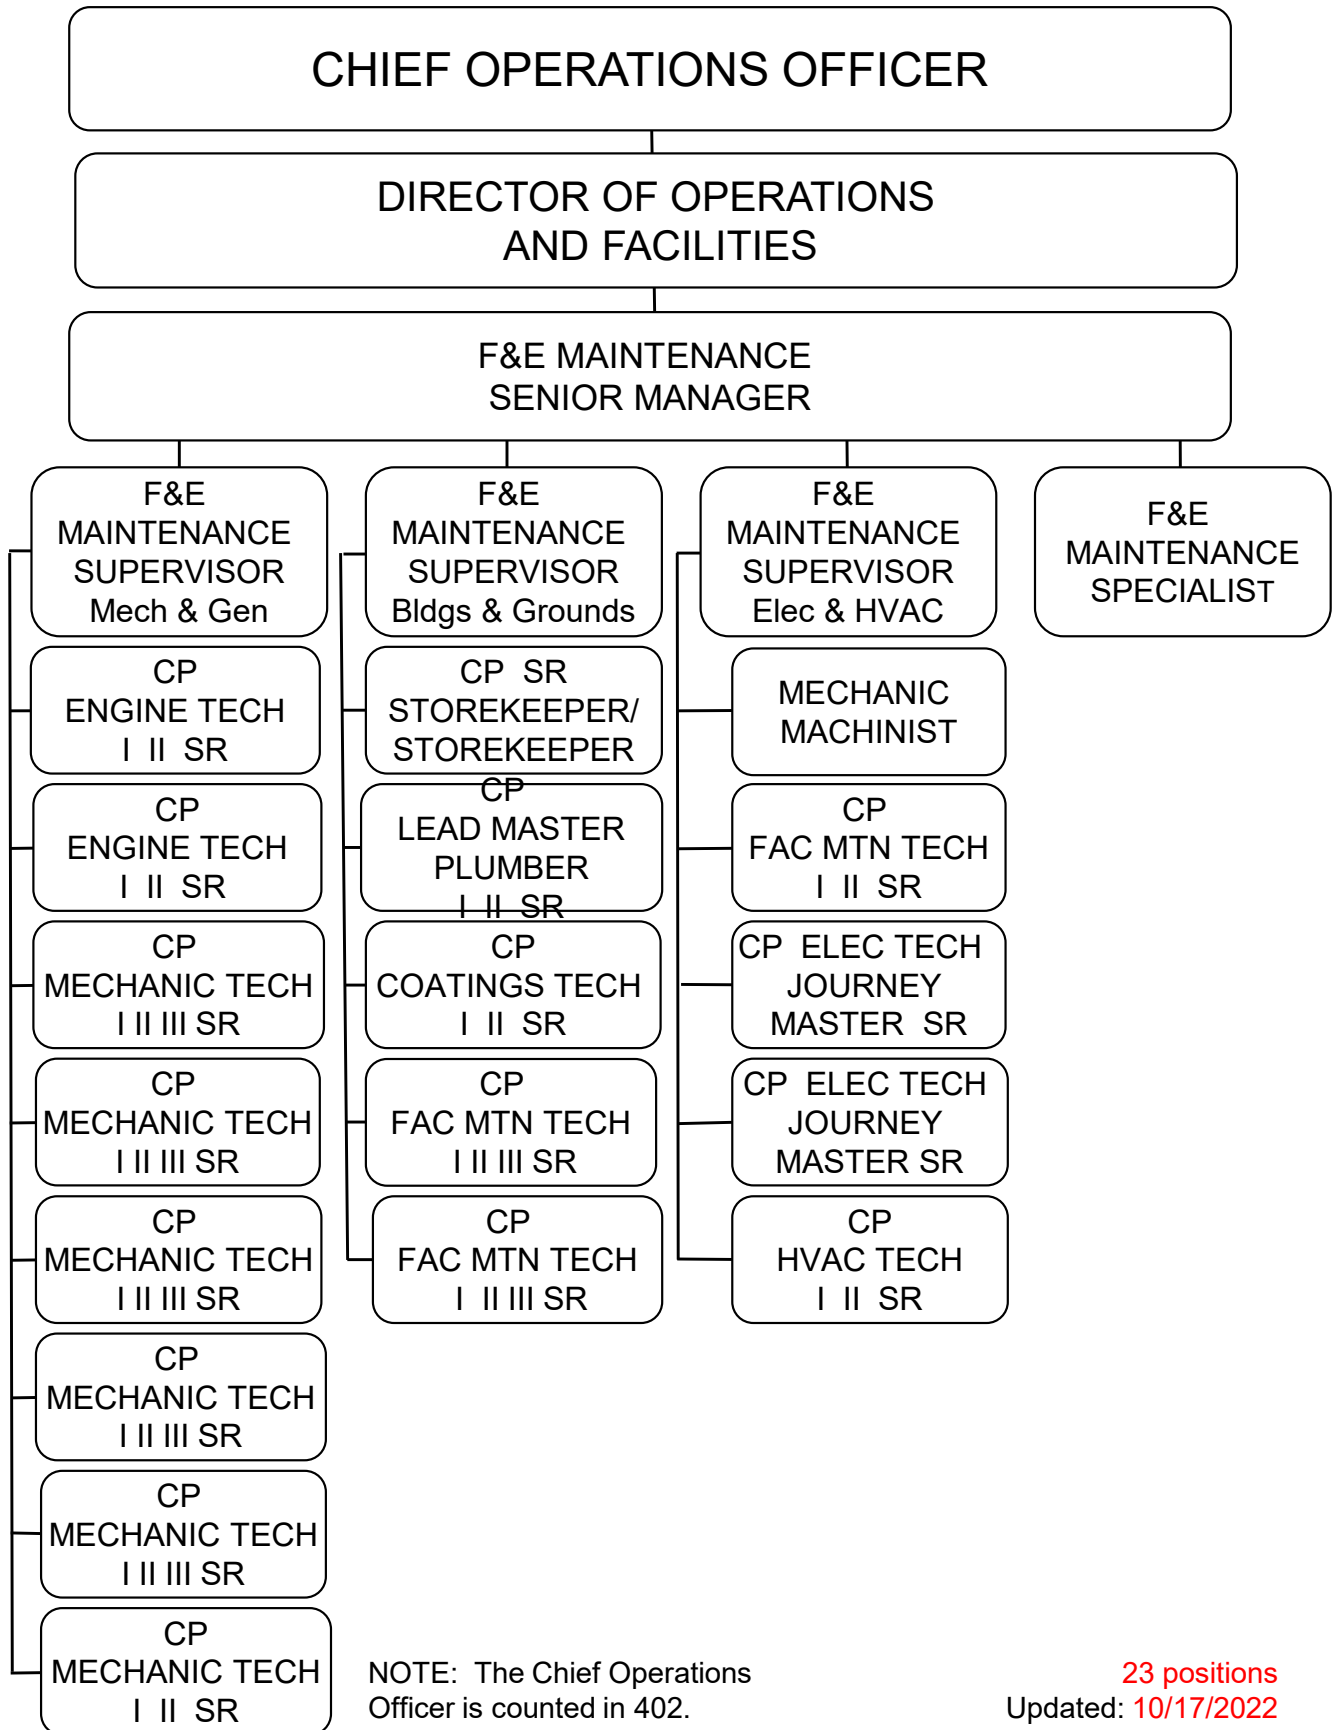 CHIEF OPERATIONS OFFICER
DIRECTOR OF OPERATIONS
AND FACILITIES
F&E MAINTENANCE
SENIOR MANAGER
F&E
MAINTENANCE
SUPERVISOR
Mech & Gen
CP
ENGINE TECH
I II SR
CP
ENGINE TECH
I II SR
CP
MECHANIC TECH
I II III SR
CP
MECHANIC TECH
I II III SR
CP
MECHANIC TECH
I II III SR
CP
MECHANIC TECH
I II III SR
CP
MECHANIC TECH
I II III SR
CP
MECHANIC TECH
I II SR
F&E
MAINTENANCE
SUPERVISOR
Bldgs & Grounds
CP SR
STOREKEEPER/
STOREKEEPER
CP
LEAD MASTER
PLUMBER
I II SR
CP
COATINGS TECH
I II SR
CP
FAC MTN TECH
I II III SR
CP
FAC MTN TECH
I II III SR
F&E
MAINTENANCE
SUPERVISOR
Elec & HVAC
MECHANIC
MACHINIST
CP
FAC MTN TECH
I II SR
CP ELEC TECH
JOURNEY
MASTER SR
CP ELEC TECH
JOURNEY
MASTER SR
CP
HVAC TECH
I II SR
F&E
MAINTENANCE
SPECIALIST
NOTE: The Chief Operations
Officer is counted in 402.
23 positions
Updated: 10/17/2022